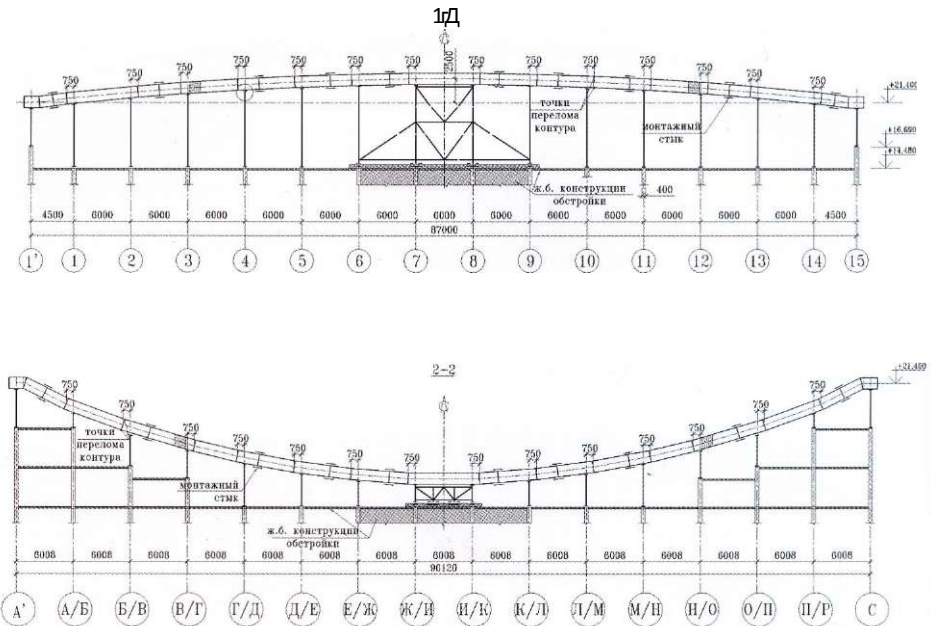 1гД
750 750 750 750 750 750 750 750 750 750 750 750 750 750
2500
+21.400
точки
перелома
контура
монтажный
стык
+16.660
+14.480
ж.б. конструкции
обстройки
400
4500 6000 6000 6000 6000 6000 6000 6000 6000 6000 6000 6000 6000 6000 4500
87000
1' 1 2 3 4 5 6 7 8 9 10 11 12 13 14 15
2-2
+21.400
750 750 750 750 750 750 750 750 750 750 750 750 750 750
точки
перелома
контура
монтажный
стык
ж.б. конструкции
обстройки
6008 6008 6008 6008 6008 6008 6008 6008 6008 6008 6008 6008 6008 6008 6008
90120
А' А/Б Б/В В/Г Г/Д Д/Е Е/Ж Ж/И И/К К/Л Л/М М/Н Н/О О/П П/Р С